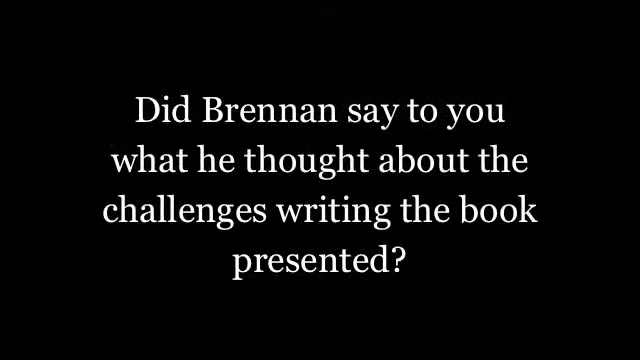 Did Brennan say to you
what he thought about the
challenges writing the book
presented?